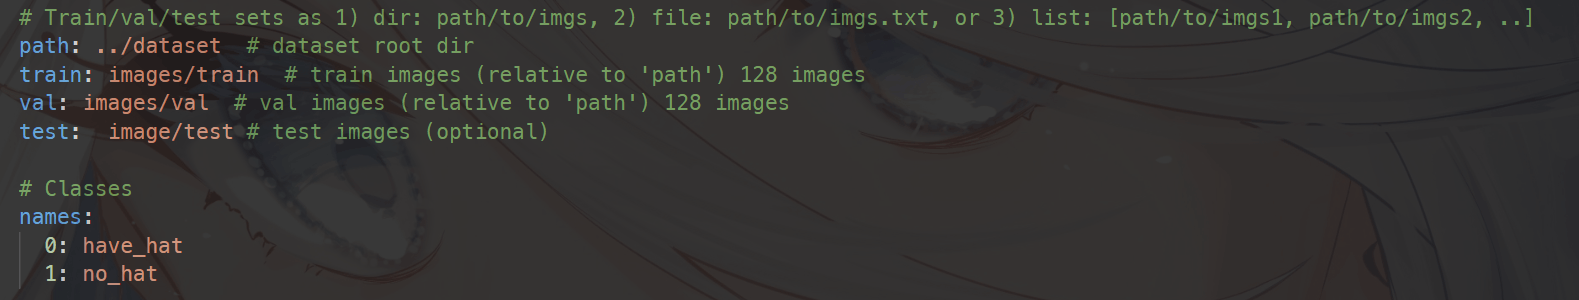 # Train/val/test sets as 1) dir: path/to/imgs, 2) file: path/to/imgs.txt, or 3) list: [path/to/imgs1, path/to/imgs2, ..]
path: ../dataset  # dataset root dir
train: images/train  # train images (relative to 'path') 128 images
val: images/val  # val images (relative to 'path') 128 images
test:  image/test # test images (optional)
# Classes
names:
  0: have_hat
  1: no_hat